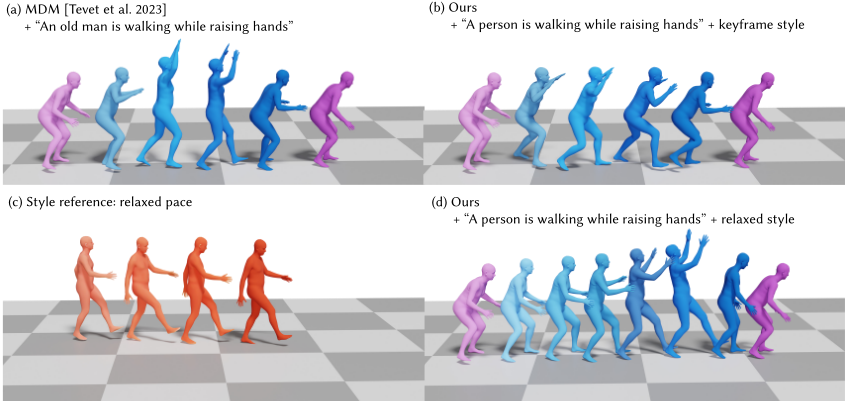 (a) MDM [Tevet et al. 2023]
+ “An old man is walking while raising hands”
(b) Ours
+ “A person is walking while raising hands” + keyframe style
(c) Style reference: relaxed pace
(d) Ours
+ “A person is walking while raising hands” + relaxed style